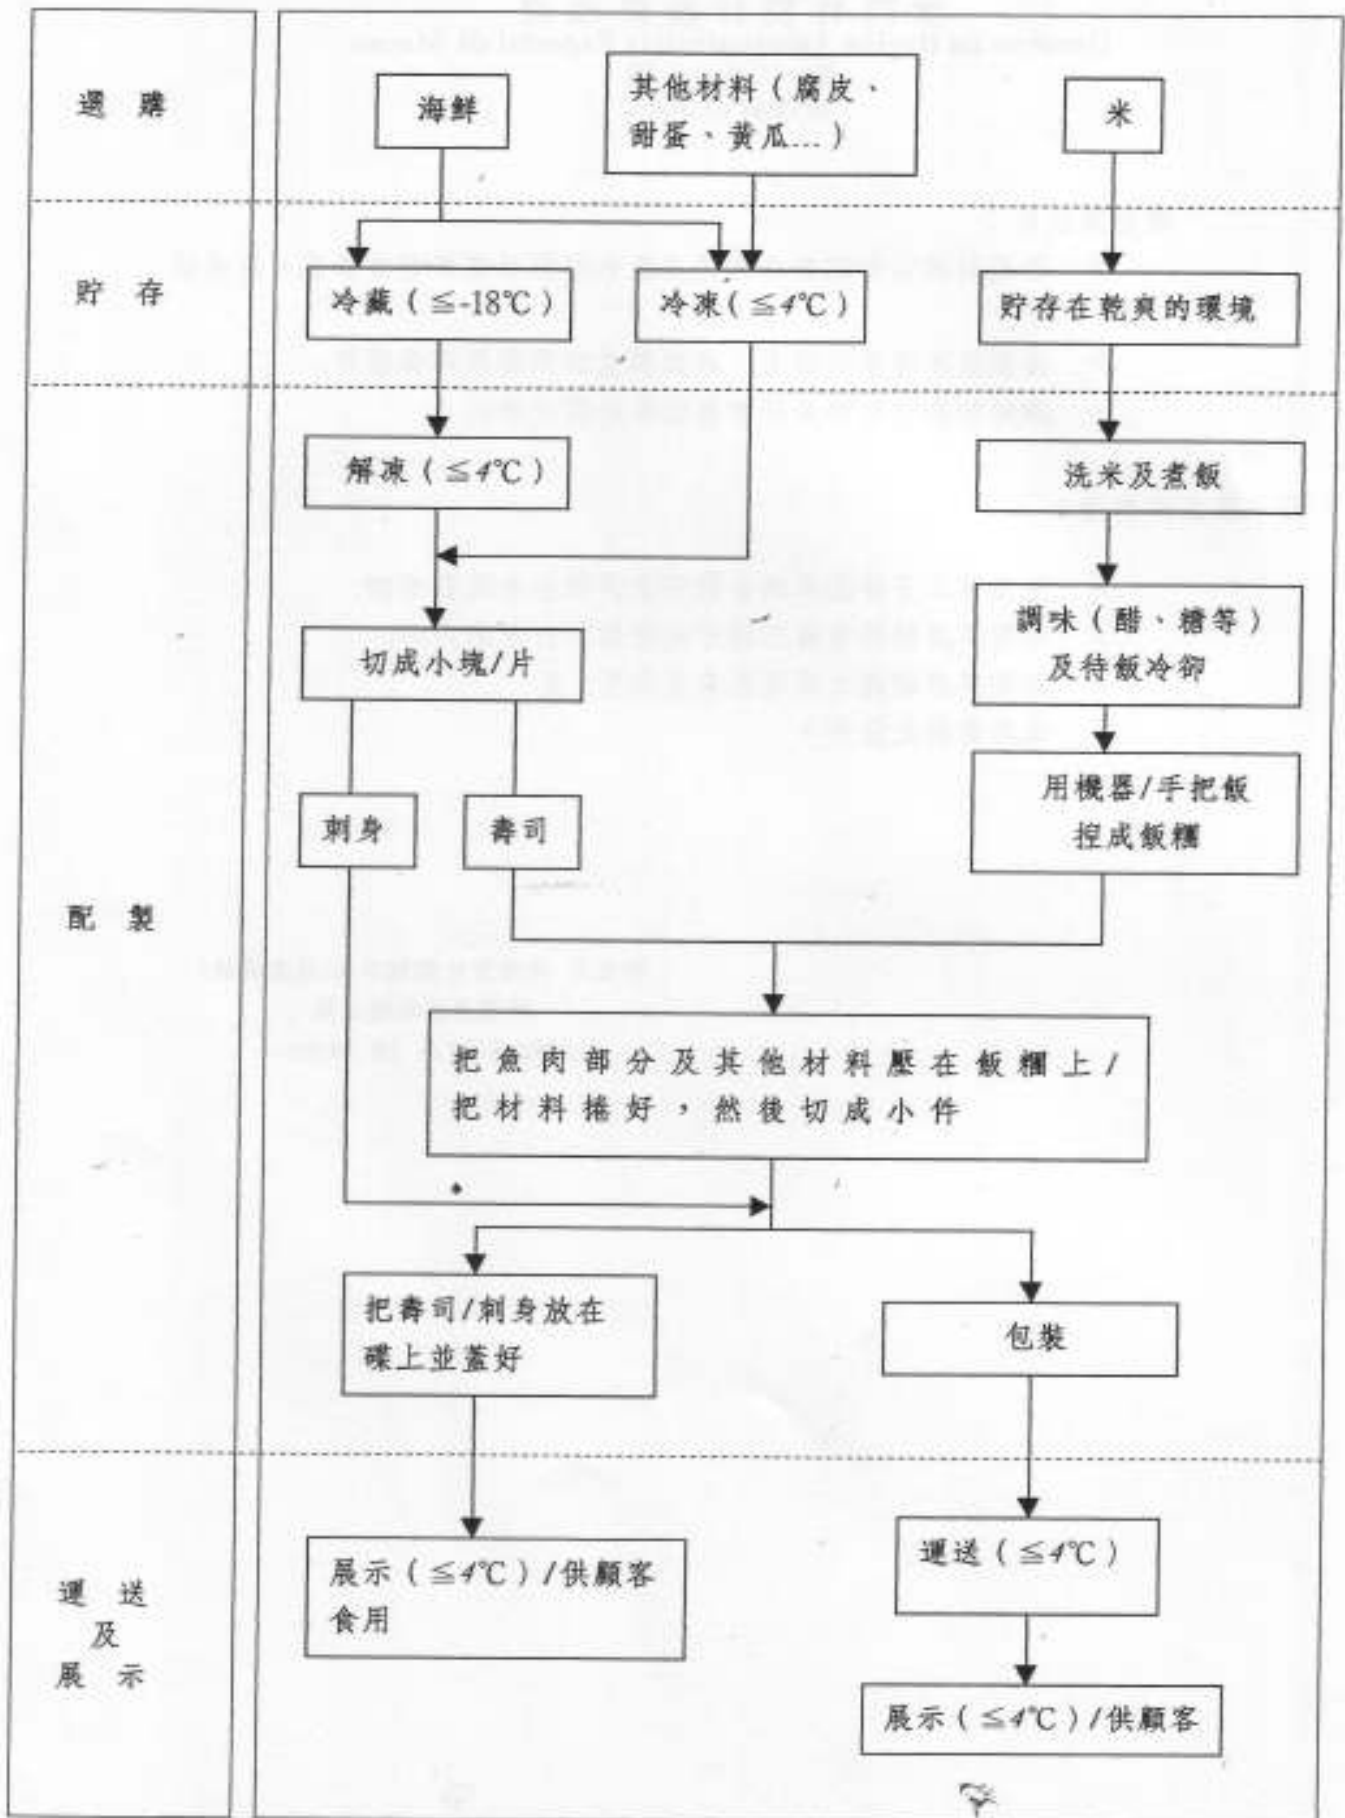 選 購
海鮮
其他材料（腐皮、
甜蛋、黃瓜...）
米
貯 存
冷藏（≦-18℃）
冷凍（≦4℃）
貯存在乾爽的環境
配 製
解凍（≦4℃）
洗米及煮飯
切成小塊/片
調味（醋、糖等）
及待飯冷卻
刺身
壽司
用機器/手把飯
揑成飯糰
把魚肉部分及其他材料壓在飯糰上/
把材料捲好，然後切成小件
把壽司/刺身放在
碟上並蓋好
包裝
運 送
及
展 示
展示（≦4℃）/供顧客
食用
運送（≦4℃）
展示（≦4℃）/供顧客